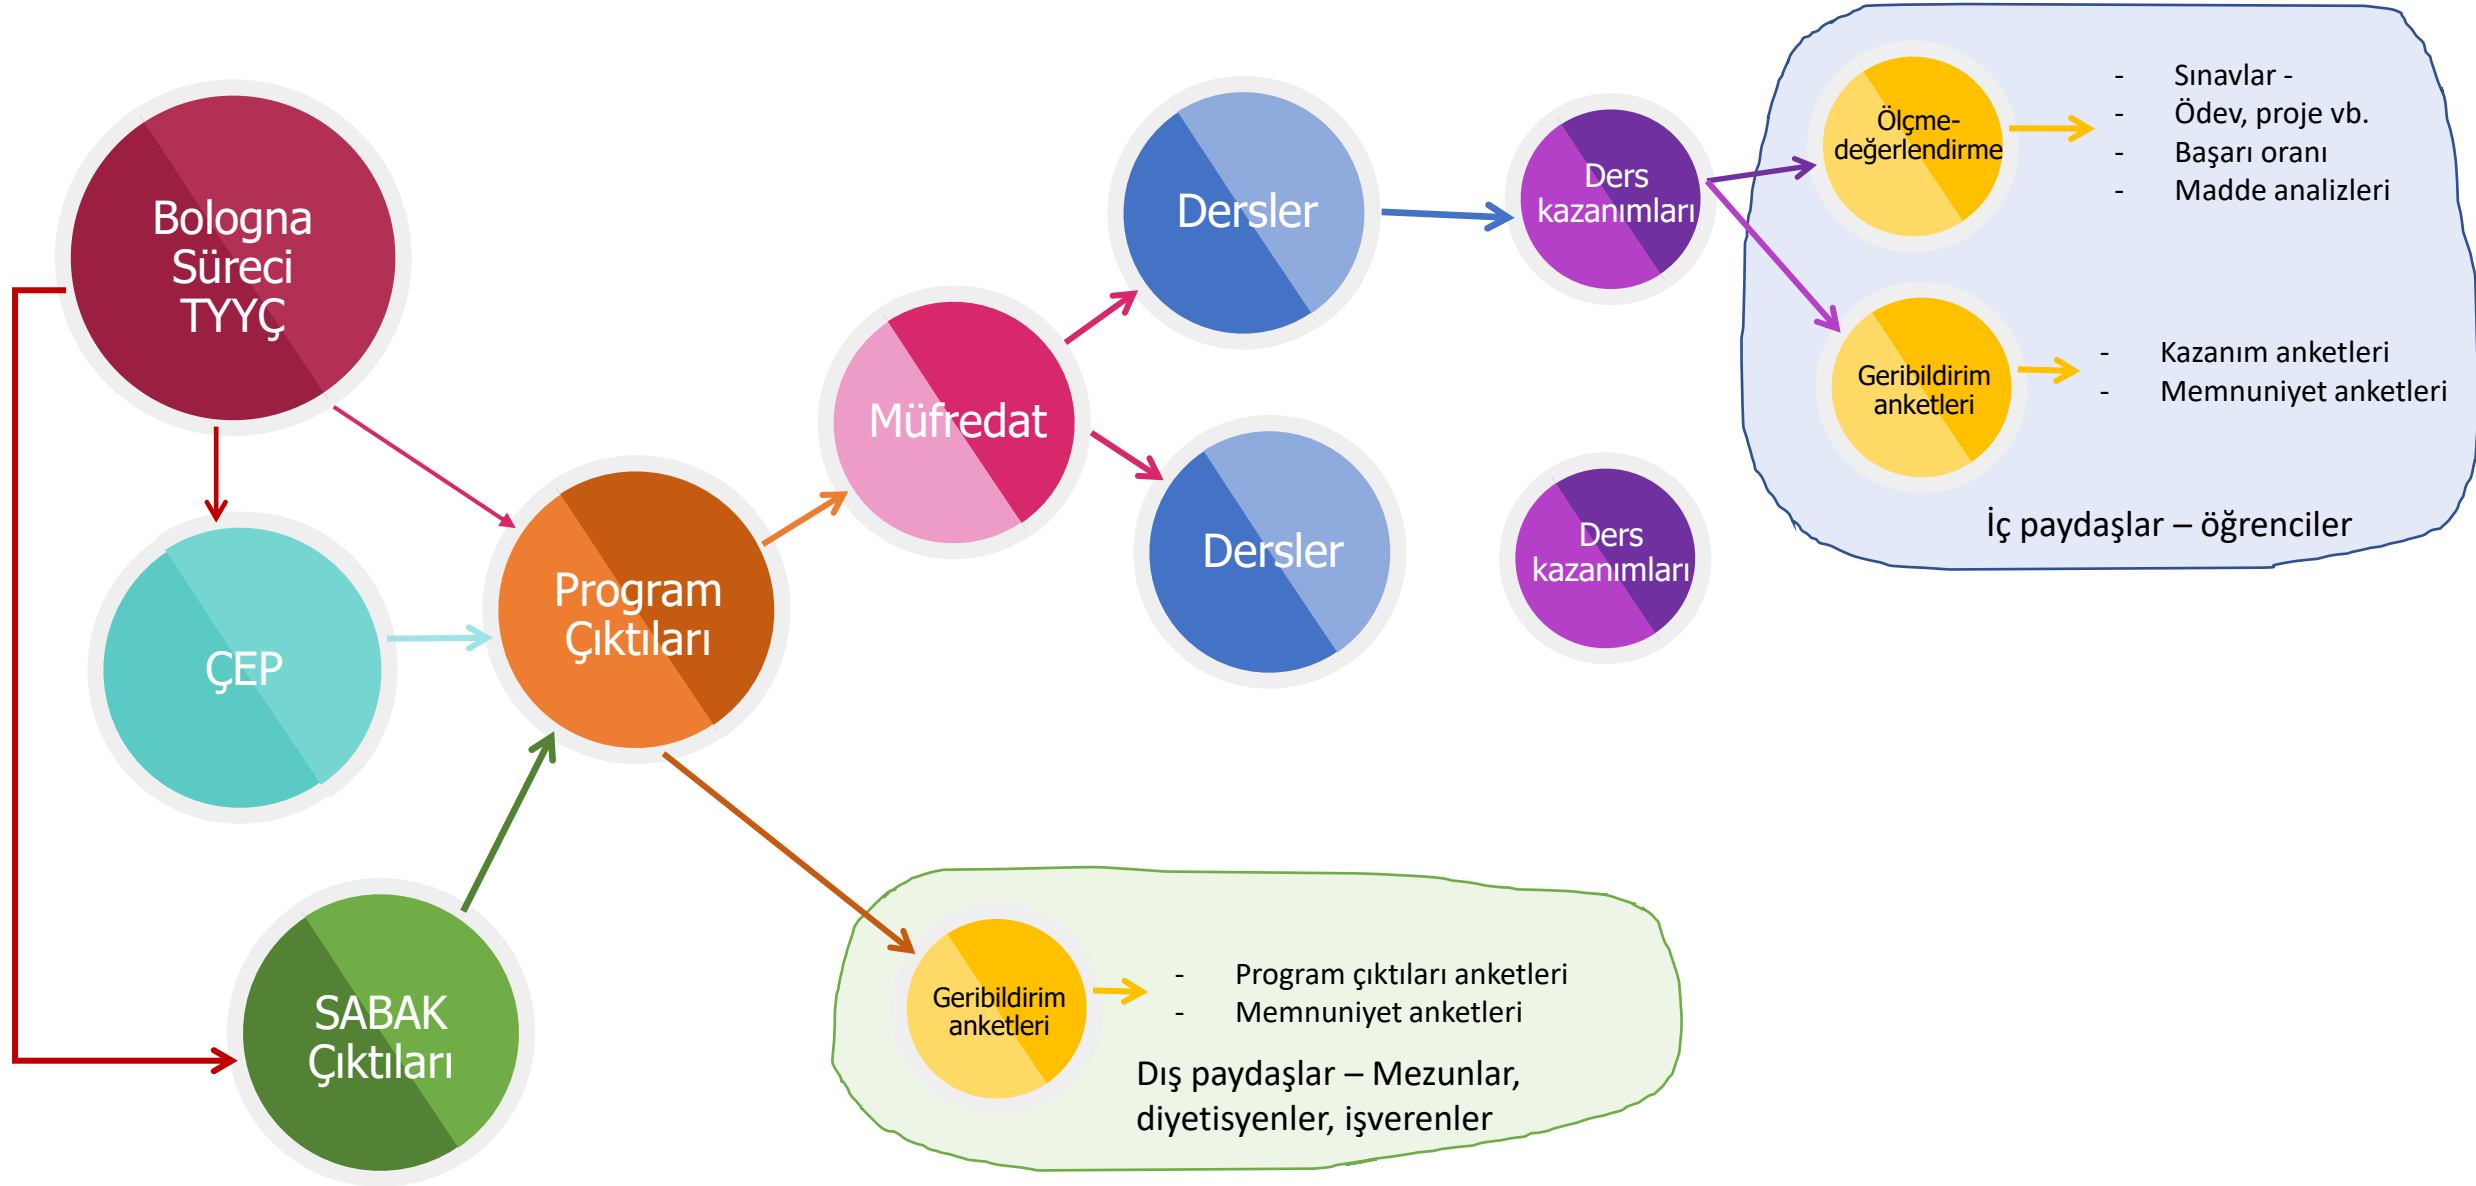 Bologna
Süreci
TYYÇ
ÇEP
SABAK
Çıktıları
Program
Çıktıları
Müfredat
Dersler
Dersler
Ders
kazanımları
Ders
kazanımları
Ölçme-
değerlendirme
- Sınavlar -
- Ödev, proje vb.
- Başarı oranı
- Madde analizleri
Geribildirim
anketleri
- Kazanım anketleri
- Memnuniyet anketleri
İç paydaşlar – öğrenciler
Geribildirim
anketleri
- Program çıktıları anketleri
- Memnuniyet anketleri
Dış paydaşlar – Mezunlar,
diyetisyenler, işverenler